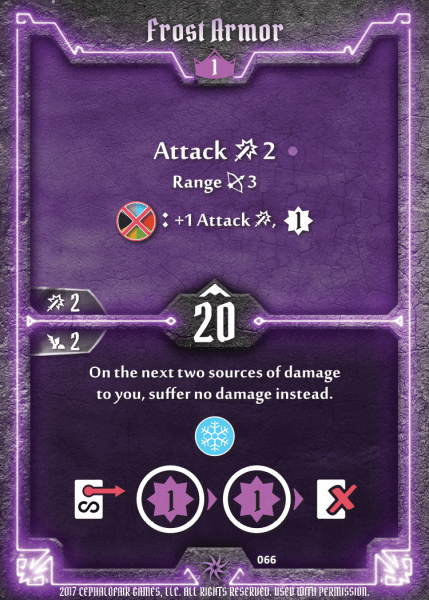 Frost Armor
1
Attack 2
Range 3
: +1 Attack , 1
2
20
2
On the next two sources of damage
to you, suffer no damage instead.
1 1
066
2017 Cephalofair Games, LLC. All rights reserved. Used with permission.